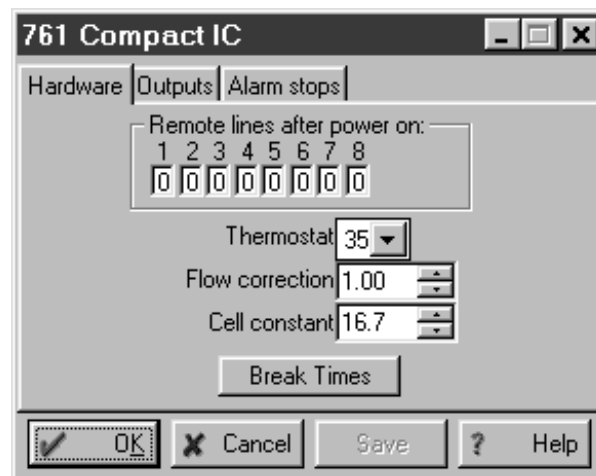 761 Compact IC
Hardware Outputs Alarm stops
Remote lines after power on:
1 2 3 4 5 6 7 8
0 0 0 0 0 0 0 0
Thermostat 35
Flow correction 1.00
Cell constant 16.7
Break Times
OK Cancel Save ? Help